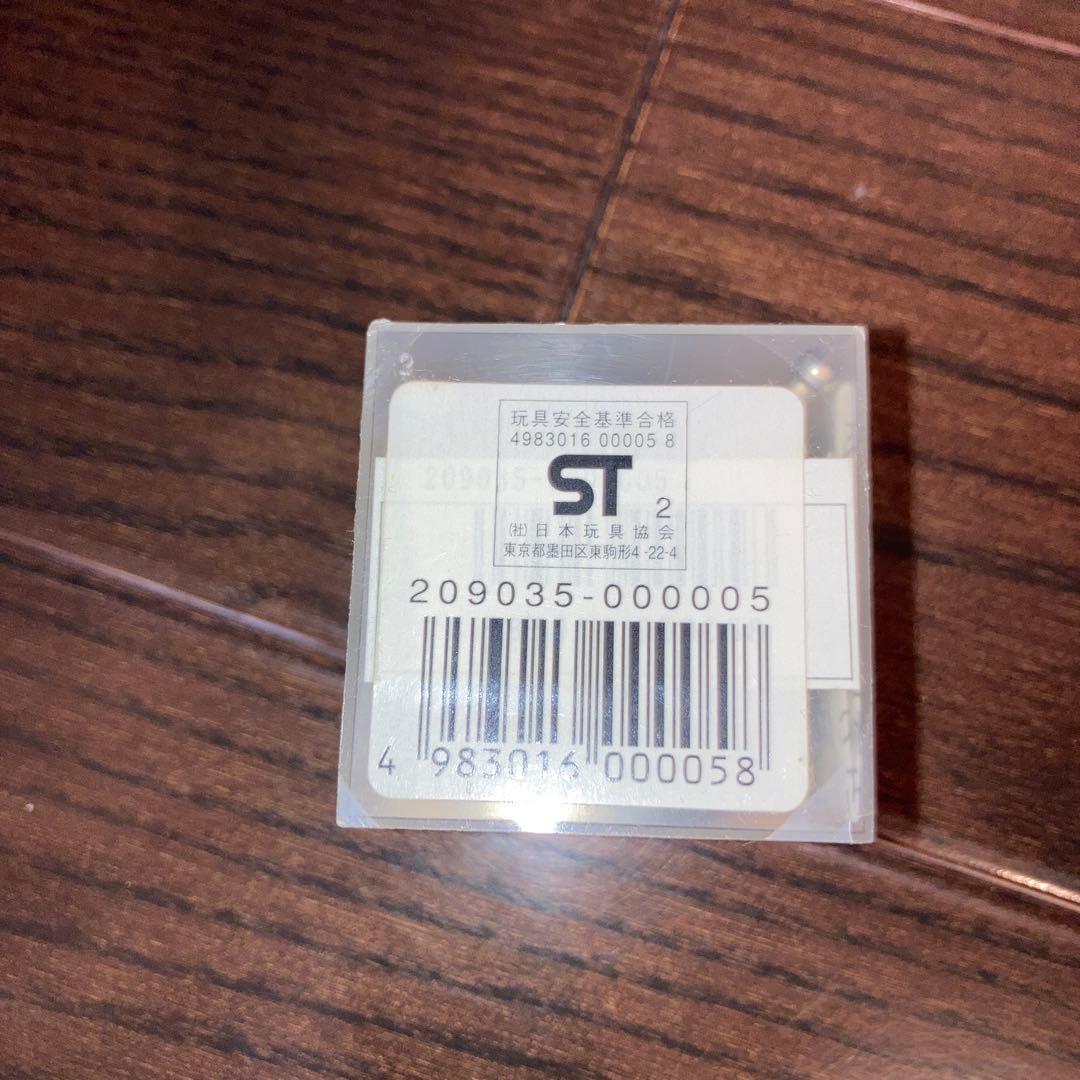 玩具安全基準合格
4983016 00005 8
ST 2
(社)日本玩具協会
東京都墨田区東駒形4-22-4
209035-000005
4 983016 000058